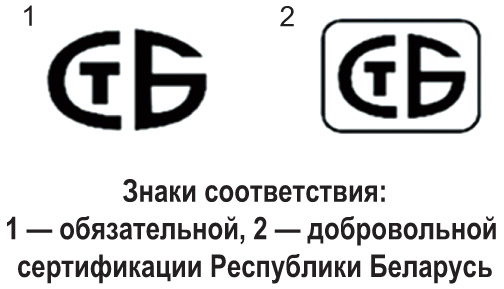 1 2
СТБ СТБ
Знаки соответствия:
1 — обязательной, 2 — добровольной
сертификации Республики Беларусь